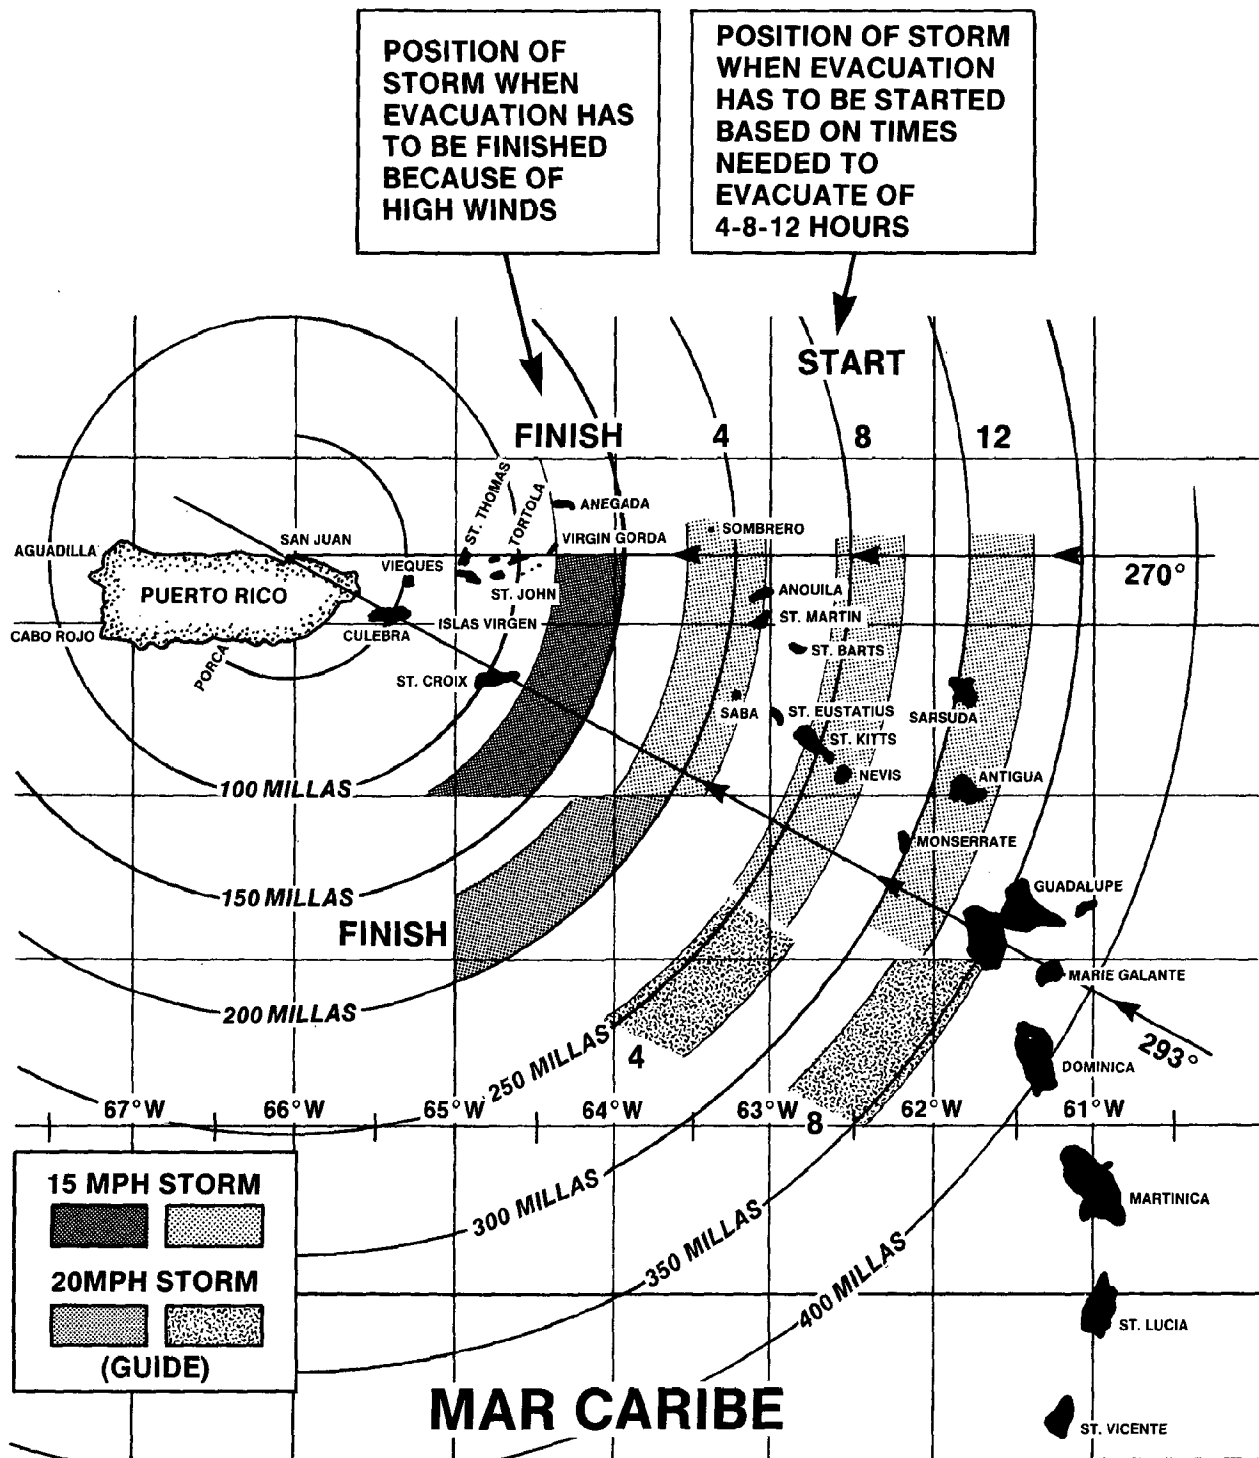 POSITION OF
STORM WHEN
EVACUATION HAS
TO BE FINISHED
BECAUSE OF
HIGH WINDS
POSITION OF STORM
WHEN EVACUATION
HAS TO BE STARTED
BASED ON TIMES
NEEDED TO
EVACUATE OF
4-8-12 HOURS
START
FINISH
4
8
12
ST. THOMAS
TORTOLA
ANEGADA
SOMBRERO
SAN JUAN
VIRGIN GORDA
AGUADILLA
VIEQUES
270°
PUERTO RICO
ST. JOHN
ANOUILA
ST. MARTIN
CABO ROJO
CULEBRA
ISLAS VIRGEN
ST. BARTS
PORCA
ST. CROIX
SABA
ST. EUSTATIUS
SARSUDA
ST. KITTS
NEVIS
ANTIGUA
100 MILLAS
MONSERRATE
GUADALUPE
150 MILLAS
FINISH
MARIE GALANTE
200 MILLAS
293°
250 MILLAS
4
DOMINICA
67°W
66°W
65°W
64°W
63°W
62°W
61°W
8
15 MPH STORM
300 MILLAS
350 MILLAS
400 MILLAS
MARTINICA
20MPH STORM
(GUIDE)
ST. LUCIA
MAR CARIBE
ST. VICENTE